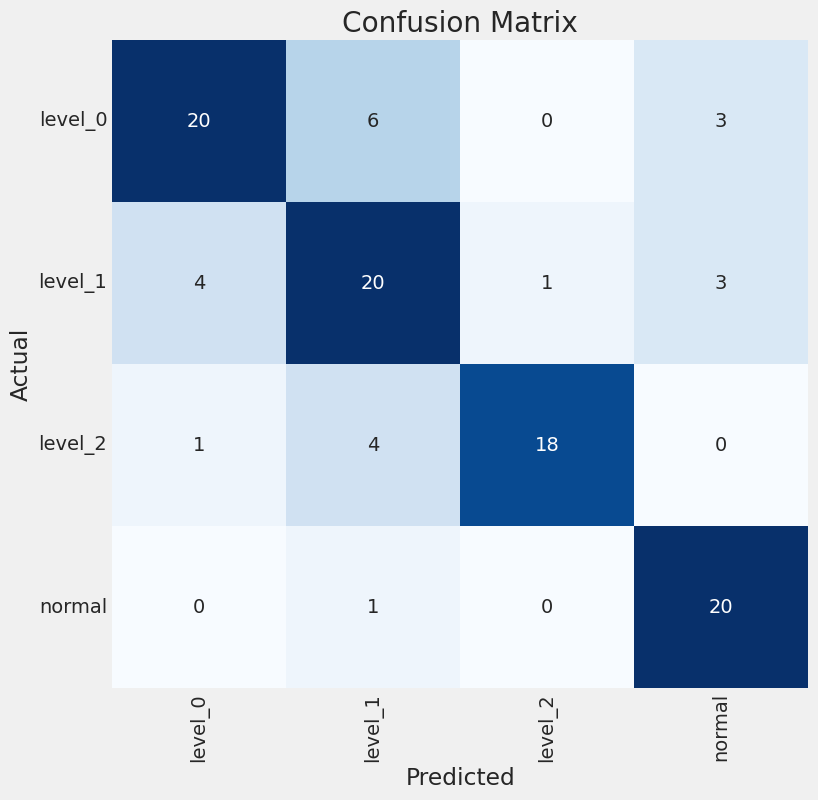 Confusion Matrix
Actual
level_0 20 6 0 3
level_1 4 20 1 3
level_2 1 4 18 0
normal 0 1 0 20
level_0 level_1 level_2 normal
Predicted